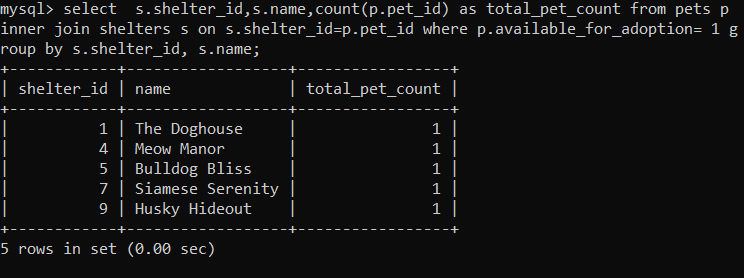 mysql> select  s.shelter_id,s.name,count(p.pet_id) as total_pet_count from pets p
inner join shelters s on s.shelter_id=p.pet_id where p.available_for_adoption= 1 g
roup by s.shelter_id, s.name;
+------------+------------------+-----------------+
| shelter_id | name             | total_pet_count |
+------------+------------------+-----------------+
|          1 | The Doghouse     |               1 |
|          4 | Meow Manor       |               1 |
|          5 | Bulldog Bliss    |               1 |
|          7 | Siamese Serenity |               1 |
|          9 | Husky Hideout    |               1 |
+------------+------------------+-----------------+
5 rows in set (0.00 sec)